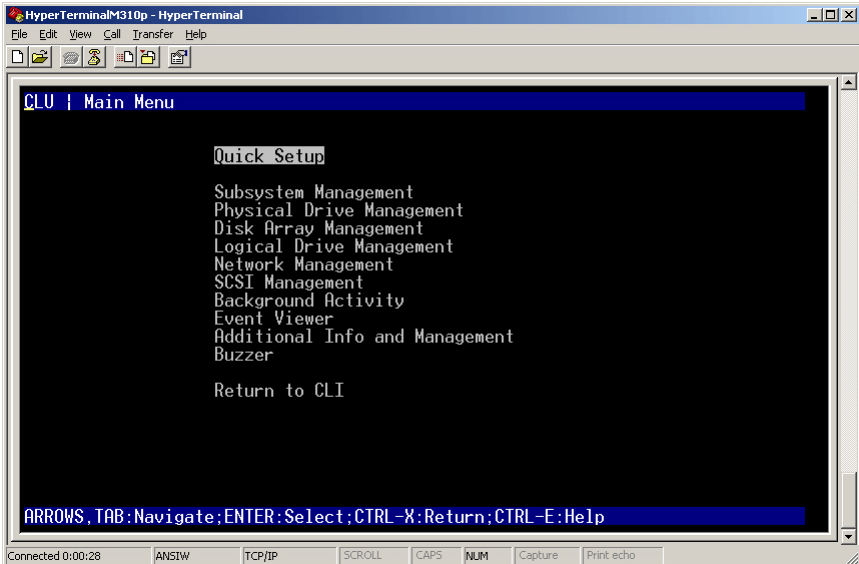 HyperTerminalM310p - HyperTerminal
File Edit View Call Transfer Help
CLU | Main Menu
Quick Setup
Subsystem Management
Physical Drive Management
Disk Array Management
Logical Drive Management
Network Management
SCSI Management
Background Activity
Event Viewer
Additional Info and Management
Buzzer
Return to CLI
ARROWS,TAB:Navigate;ENTER:Select;CTRL-X:Return;CTRL-E:Help
Connected 0:00:28 ANSIW TCP/IP SCROLL CAPS NUM Capture Print echo